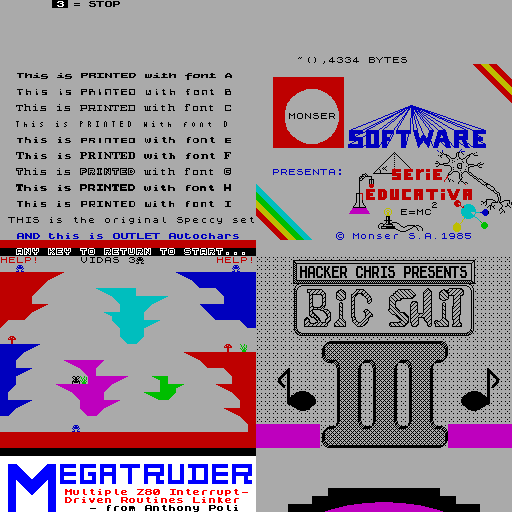 3 = STOP
This is PRINTED with font A
This is PRINTED with font B
This is PRINTED with font C
This is PRINTED with font D
This is PRINTED with font E
This is PRINTED with font F
This is PRINTED with font G
This is PRINTED with font H
This is PRINTED with font I
THIS is the original Speccy set
AND this is OUTLET Autochars
ANY KEY TO RETURN TO START...
~(),4334 BYTES
MONSER
SOFTWARE
PRESENTA:
SERIE
EDUCATIVA
E=MC2
© Monser S.A.1985
HELP! VIDAS 3 HELP!
HACKER CHRIS PRESENTS
BIG SHIT
III
MEGATRUDER
Multiple Z80 Interrupt-
Driven Routines Linker
- from Anthony Poli